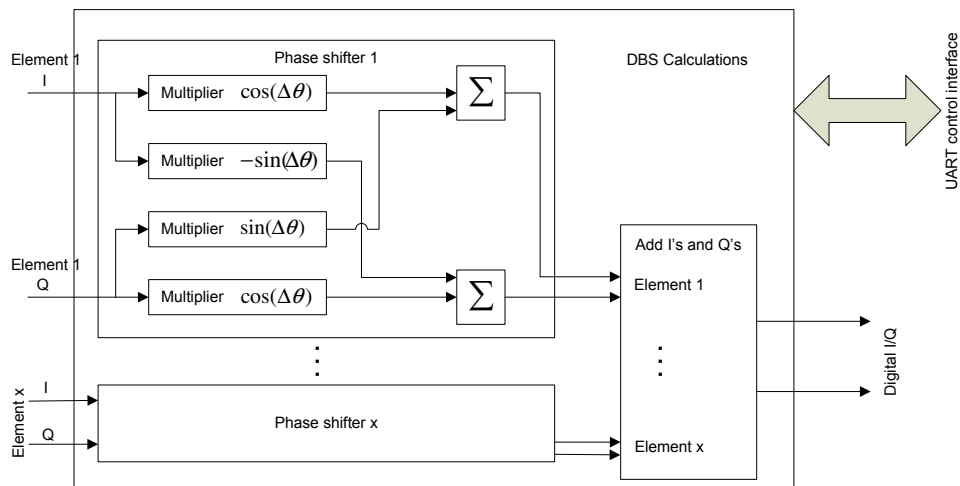 Phase shifter 1
DBS Calculations
Element 1
I
Multiplier cos(Δθ)
Σ
Multiplier −sin(Δθ)
Multiplier sin(Δθ)
Element 1
Q
Multiplier cos(Δθ)
Σ
Add I's and Q's
Element 1
⋮
⋮
Element x
I
Q
Phase shifter x
Element x
UART control interface
Digital I/Q